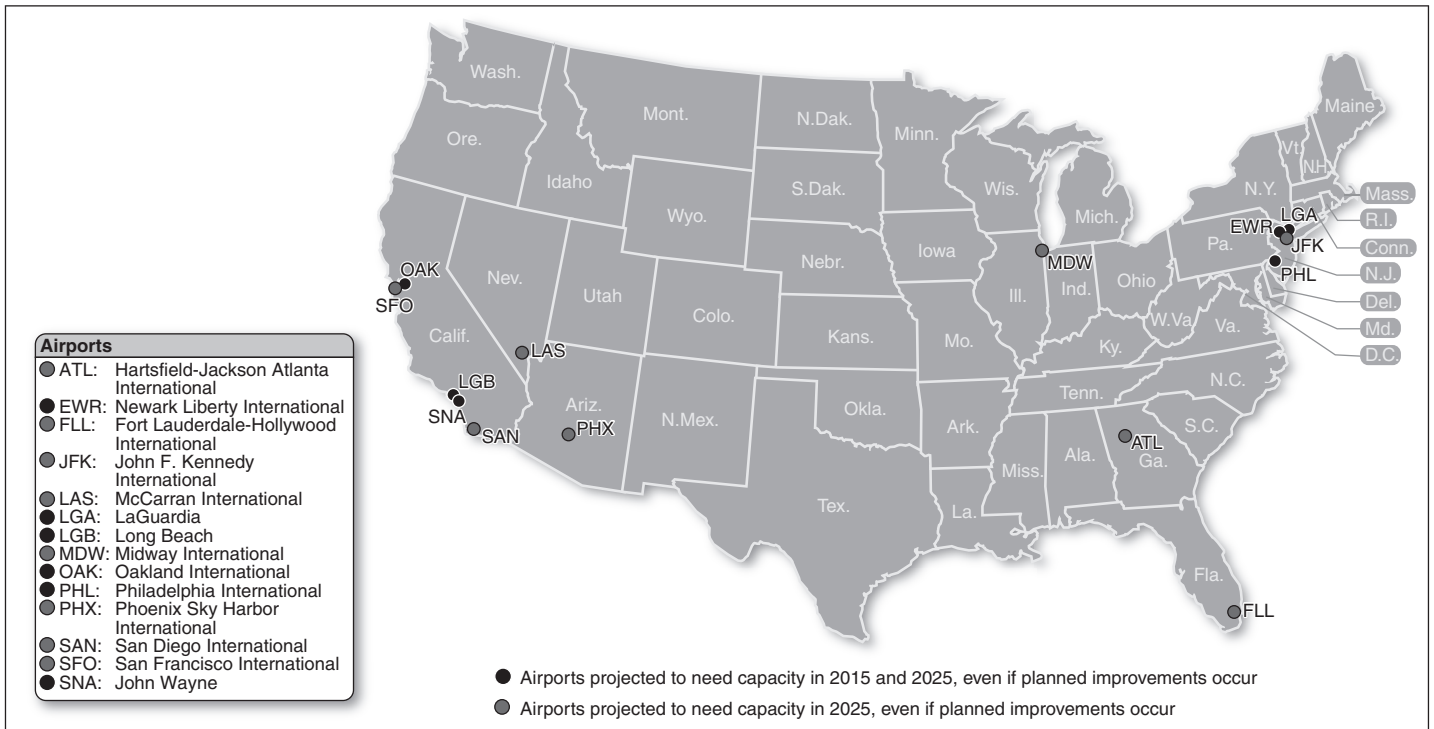 Wash.
Maine
Mont.
N.Dak.
Minn.
Ore.
Vt.
N.H.
Idaho
S.Dak.
Wis.
N.Y.
Mass.
Wyo.
Mich.
LGA
R.I.
EWR
JFK
Pa.
Conn.
Iowa
MDW
PHL
N.J.
OAK
Nev.
Nebr.
Ohio
SFO
Utah
Ill.
Ind.
Del.
Colo.
W.Va.
Va.
Md.
Calif.
Kans.
Mo.
Ky.
D.C.
LAS
LGB
N.C.
Tenn.
SNA
Ariz.
Okla.
SAN
PHX
N.Mex.
Ark.
S.C.
ATL
Miss.
Ala.
Ga.
Tex.
La.
Fla.
FLL
Airports
ATL: Hartsfield-Jackson Atlanta
International
EWR: Newark Liberty International
FLL: Fort Lauderdale-Hollywood
International
JFK: John F. Kennedy
International
LAS: McCarran International
LGA: LaGuardia
LGB: Long Beach
MDW: Midway International
OAK: Oakland International
PHL: Philadelphia International
PHX: Phoenix Sky Harbor
International
SAN: San Diego International
SFO: San Francisco International
SNA: John Wayne
Airports projected to need capacity in 2015 and 2025, even if planned improvements occur
Airports projected to need capacity in 2025, even if planned improvements occur